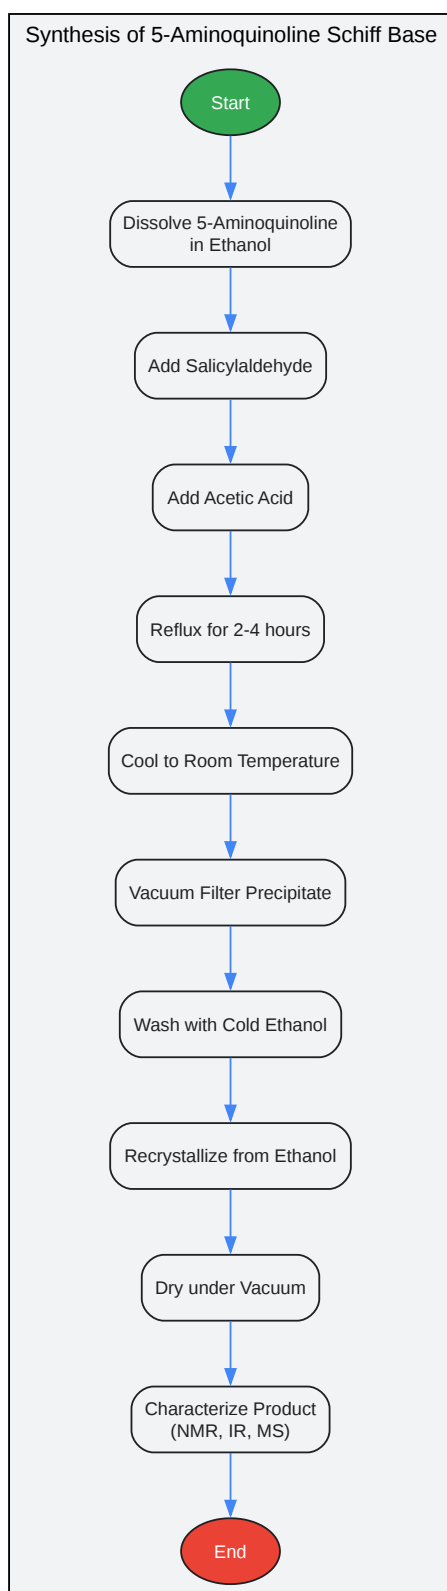 Synthesis of 5-Aminoquinoline Schiff Base
Start
Dissolve 5-Aminoquinoline
in Ethanol
Add Salicylaldehyde
Add Acetic Acid
Reflux for 2-4 hours
Cool to Room Temperature
Vacuum Filter Precipitate
Wash with Cold Ethanol
Recrystallize from Ethanol
Dry under Vacuum
Characterize Product
(NMR, IR, MS)
End